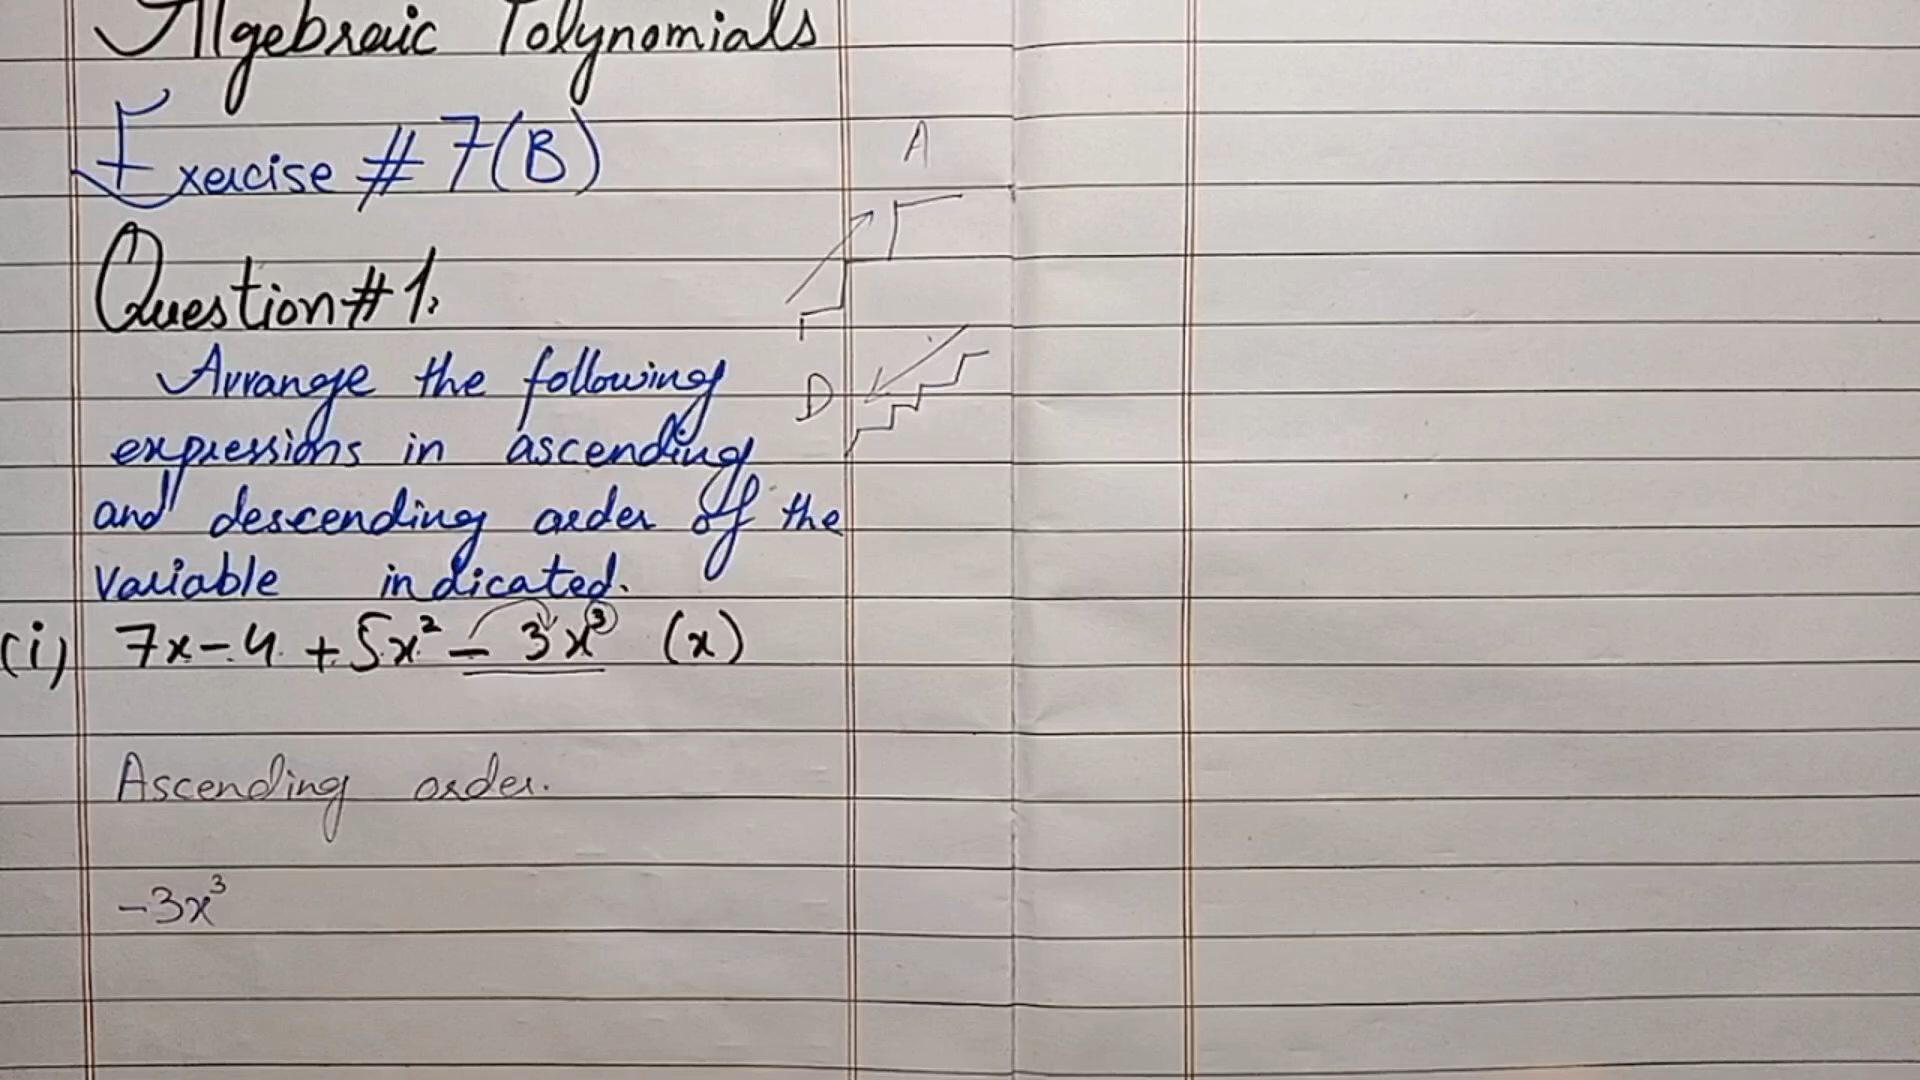 Algebraic Polynomials
Exercise # 7(B)
A
Question#1.
Arrange the following
D
expressions in ascending
and descending order of the
variable indicated.
(i) 7x - 4 + 5x² - 3x³ (x)
Ascending order.
-3x³